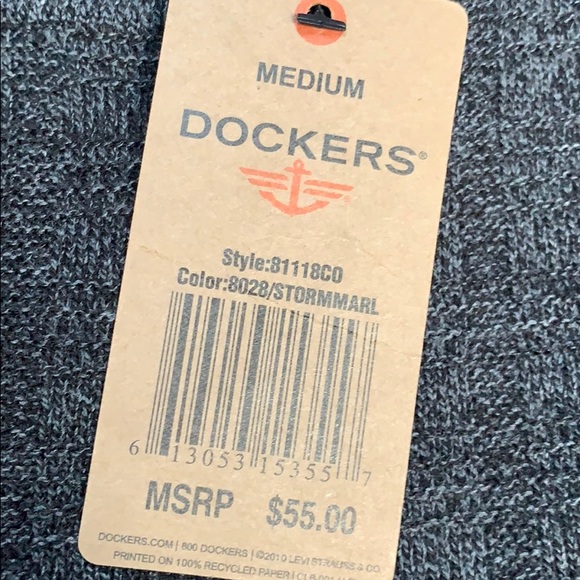 MEDIUM
DOCKERS®
Style:81118CO
Color:8028/STORMMARL
6 13053 15355 7
MSRP $55.00
DOCKERS.COM | 800 DOCKERS | ©2010 LEVI STRAUSS & CO.
PRINTED ON 100% RECYCLED PAPER |